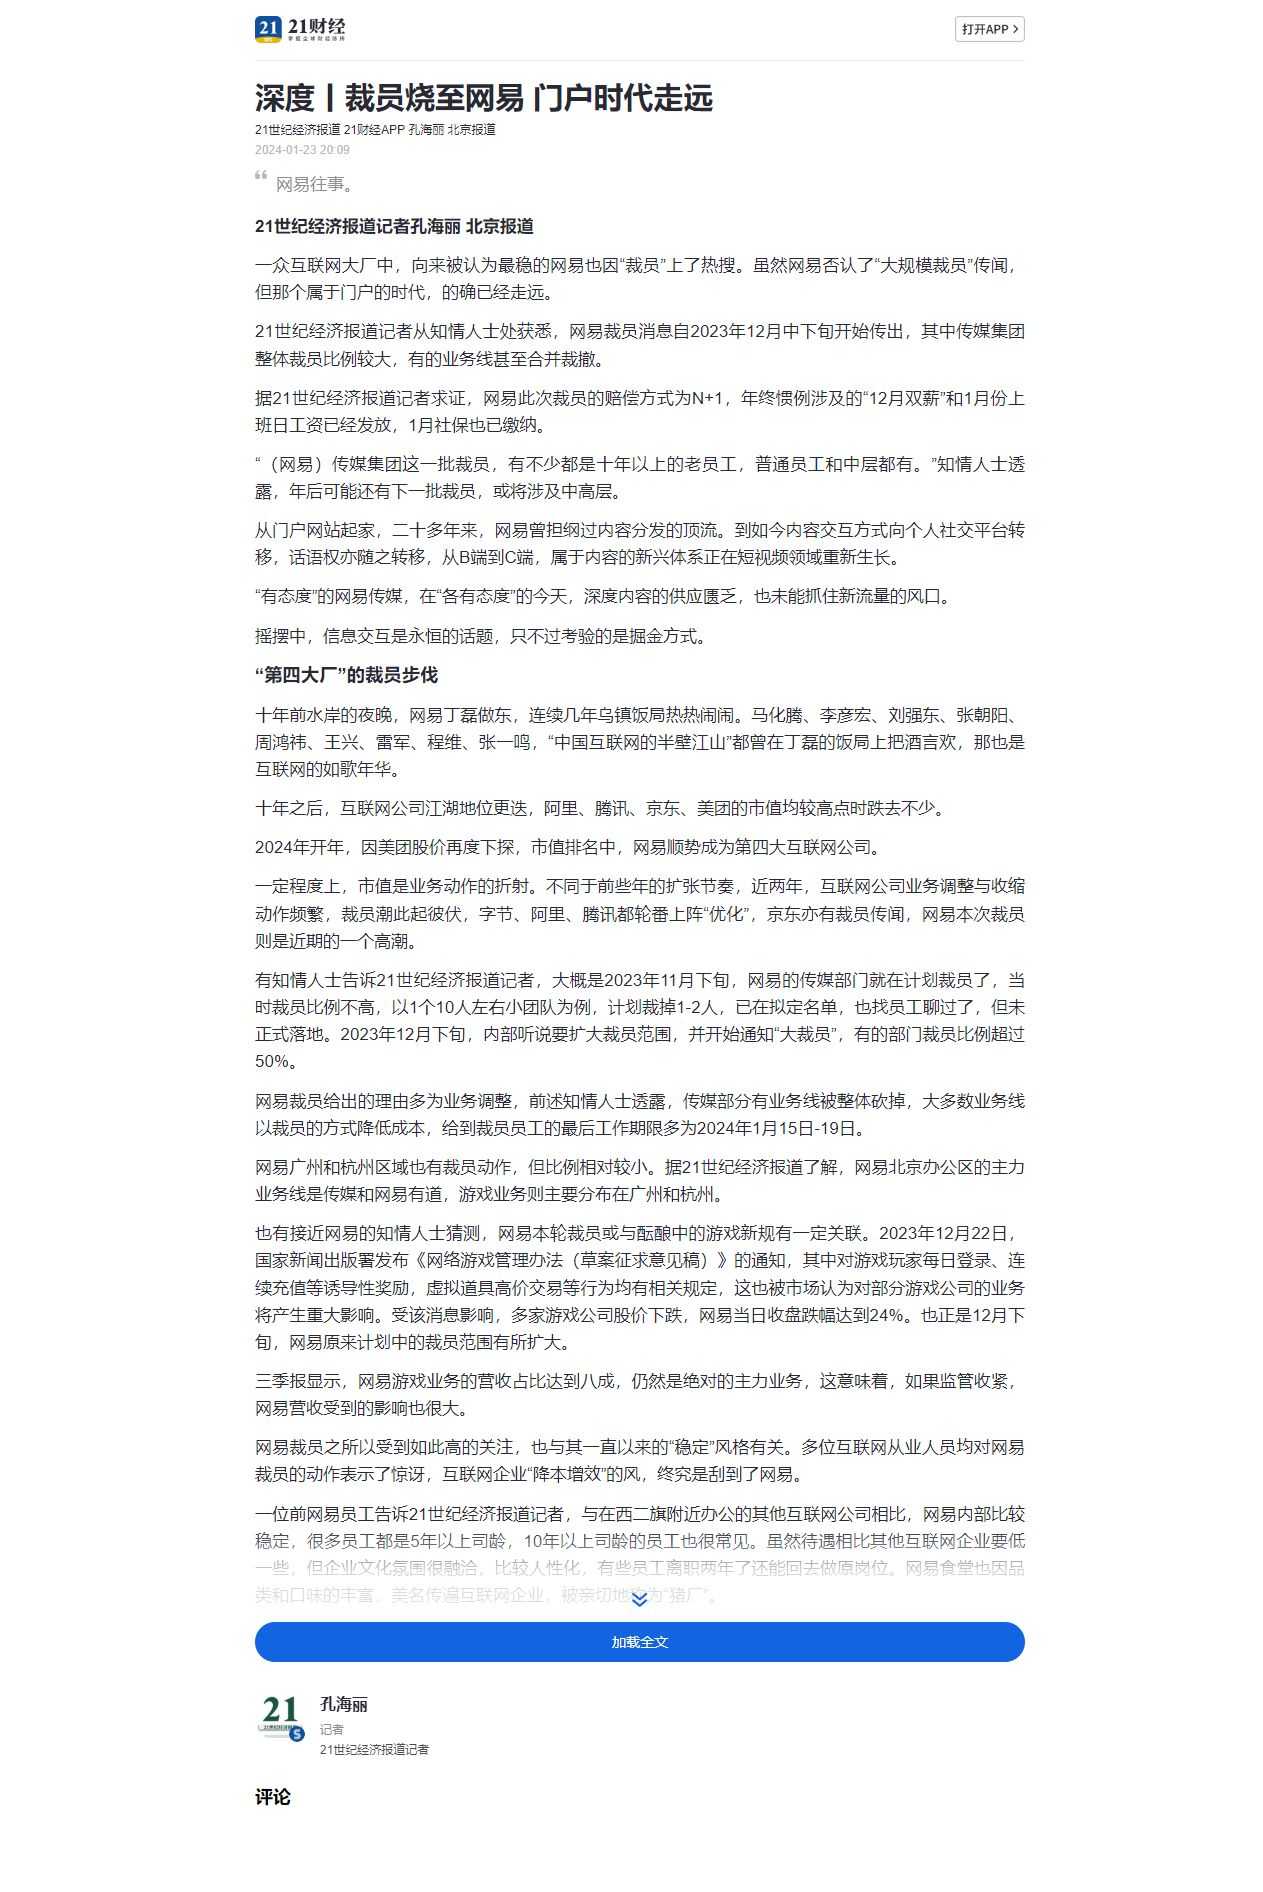 21 21财经
打开APP
深度丨裁员烧至网易 门户时代走远
21世纪经济报道 21财经APP 孔海丽 北京报道
2024-01-23 20:09
“ 网易往事。
21世纪经济报道记者孔海丽 北京报道
一众互联网大厂中，向来被认为最稳的网易也因“裁员”上了热搜。虽然网易否认了“大规模裁员”传闻，
但那个属于门户的时代，的确已经走远。
21世纪经济报道记者从知情人士处获悉，网易裁员消息自2023年12月中下旬开始传出，其中传媒集团
整体裁员比例较大，有的业务线甚至合并裁撤。
据21世纪经济报道记者求证，网易此次裁员的赔偿方式为N+1，年终惯例涉及的“12月双薪”和1月份上
班日工资已经发放，1月社保也已缴纳。
“（网易）传媒集团这一批裁员，有不少都是十年以上的老员工，普通员工和中层都有。”知情人士透
露，年后可能还有下一批裁员，或将涉及中高层。
从门户网站起家，二十多年来，网易曾担纲过内容分发的顶流。到如今内容交互方式向个人社交平台转
移，话语权亦随之转移，从B端到C端，属于内容的新兴体系正在短视频领域重新生长。
“有态度”的网易传媒，在“各有态度”的今天，深度内容的供应匮乏，也未能抓住新流量的风口。
摇摆中，信息交互是永恒的话题，只不过考验的是掘金方式。
“第四大厂”的裁员步伐
十年前水岸的夜晚，网易丁磊做东，连续几年乌镇饭局热热闹闹。马化腾、李彦宏、刘强东、张朝阳、
周鸿祎、王兴、雷军、程维、张一鸣，“中国互联网的半壁江山”都曾在丁磊的饭局上把酒言欢，那也是
互联网的如歌年华。
十年之后，互联网公司江湖地位更迭，阿里、腾讯、京东、美团的市值均较高点时跌去不少。
2024年开年，因美团股价再度下探，市值排名中，网易顺势成为第四大互联网公司。
一定程度上，市值是业务动作的折射。不同于前些年的扩张节奏，近两年，互联网公司业务调整与收缩
动作频繁，裁员潮此起彼伏，字节、阿里、腾讯都轮番上阵“优化”，京东亦有裁员传闻，网易本次裁员
则是近期的一个高潮。
有知情人士告诉21世纪经济报道记者，大概是2023年11月下旬，网易的传媒部门就在计划裁员了，当
时裁员比例不高，以1个10人左右小团队为例，计划裁掉1-2人，已在拟定名单，也找员工聊过了，但未
正式落地。2023年12月下旬，内部听说要扩大裁员范围，并开始通知“大裁员”，有的部门裁员比例超过
50%。
网易裁员给出的理由多为业务调整，前述知情人士透露，传媒部分有业务线被整体砍掉，大多数业务线
以裁员的方式降低成本，给到裁员员工的最后工作期限多为2024年1月15日-19日。
网易广州和杭州区域也有裁员动作，但比例相对较小。据21世纪经济报道了解，网易北京办公区的主力
业务线是传媒和网易有道，游戏业务则主要分布在广州和杭州。
也有接近网易的知情人士猜测，网易本轮裁员或与酝酿中的游戏新规有一定关联。2023年12月22日，
国家新闻出版署发布《网络游戏管理办法（草案征求意见稿）》的通知，其中对游戏玩家每日登录、连
续充值等诱导性奖励，虚拟道具高价交易等行为均有相关规定，这也被市场认为对部分游戏公司的业务
将产生重大影响。受该消息影响，多家游戏公司股价下跌，网易当日收盘跌幅达到24%。也正是12月下
旬，网易原来计划中的裁员范围有所扩大。
三季报显示，网易游戏业务的营收占比达到八成，仍然是绝对的主力业务，这意味着，如果监管收紧，
网易营收受到的影响也很大。
网易裁员之所以受到如此高的关注，也与其一直以来的“稳定”风格有关。多位互联网从业人员均对网易
裁员的动作表示了惊讶，互联网企业“降本增效”的风，终究是刮到了网易。
一位前网易员工告诉21世纪经济报道记者，与在西二旗附近办公的其他互联网公司相比，网易内部比较
稳定，很多员工都是5年以上司龄，10年以上司龄的员工也很常见。虽然待遇相比其他互联网企业要低
一些，但企业文化氛围很融洽，比较人性化，有些员工离职两年了还能回去做原岗位。网易食堂也因品
类和口味的丰富，美名传遍互联网企业，被亲切地称为“猪厂”。
加载全文
21
孔海丽
记者
21世纪经济报道记者
评论